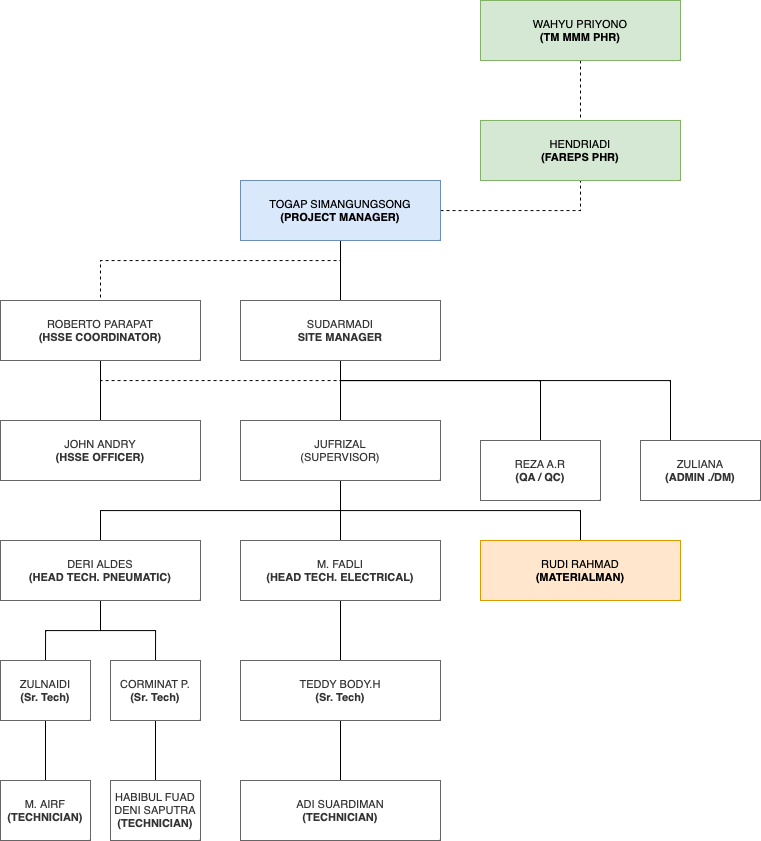 WAHYU PRIYONO
(TM MMM PHR)
HENDRIADI
(FAREPS PHR)
TOGAP SIMANGUNGSONG
(PROJECT MANAGER)
ROBERTO PARAPAT
(HSSE COORDINATOR)
SUDARMADI
SITE MANAGER
JOHN ANDRY
(HSSE OFFICER)
JUFRIZAL
(SUPERVISOR)
REZA A.R
(QA / QC)
ZULIANA
(ADMIN ./DM)
DERI ALDES
(HEAD TECH. PNEUMATIC)
M. FADLI
(HEAD TECH. ELECTRICAL)
RUDI RAHMAD
(MATERIALMAN)
ZULNAIDI
(Sr. Tech)
CORMINAT P.
(Sr. Tech)
TEDDY BODY.H
(Sr. Tech)
M. AIRF
(TECHNICIAN)
HABIBUL FUAD
DENI SAPUTRA
(TECHNICIAN)
ADI SUARDIMAN
(TECHNICIAN)